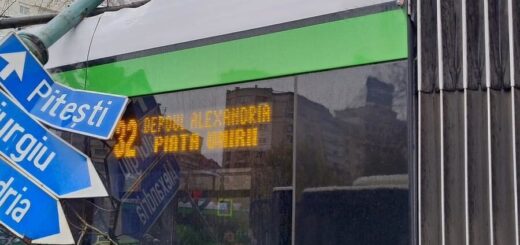 Pitești
urgiu
dria
32 DEPOUL ALEXANDRIA
PIATA UNIRII